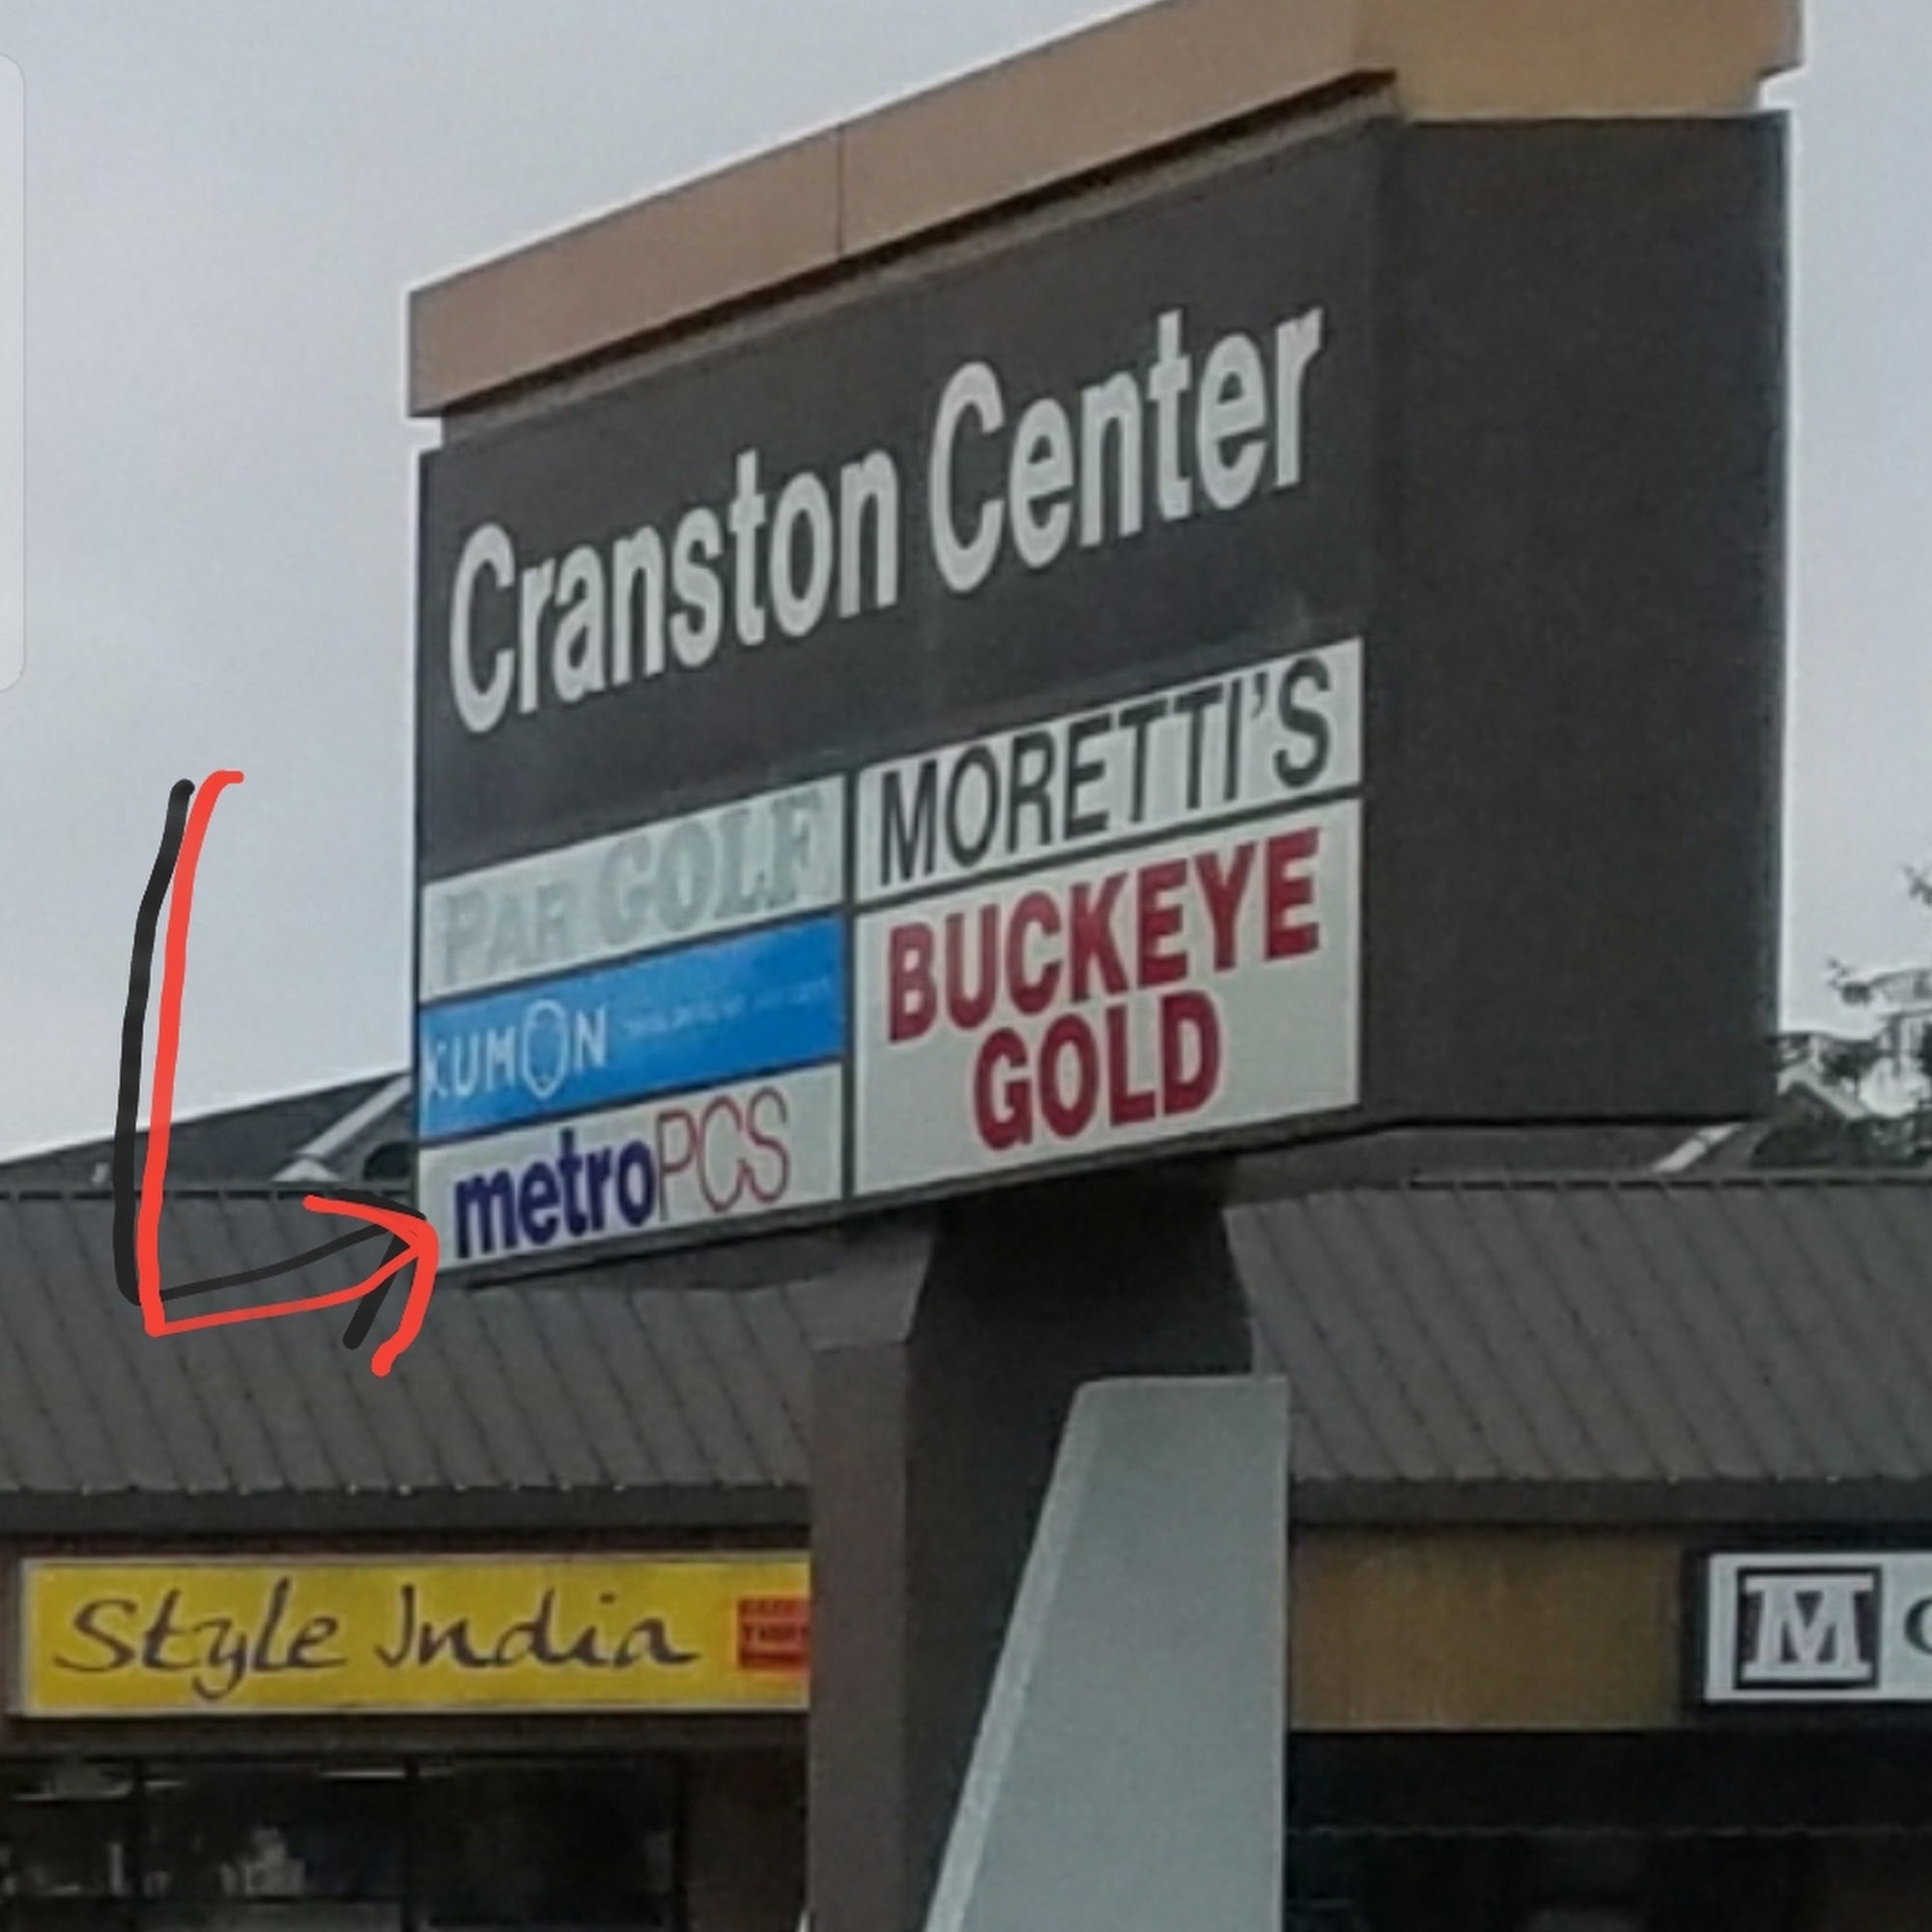 Cranston Center
PAR GOLF
MORETTI'S
KUMON
BUCKEYE
GOLD
metroPCS
Style India
M